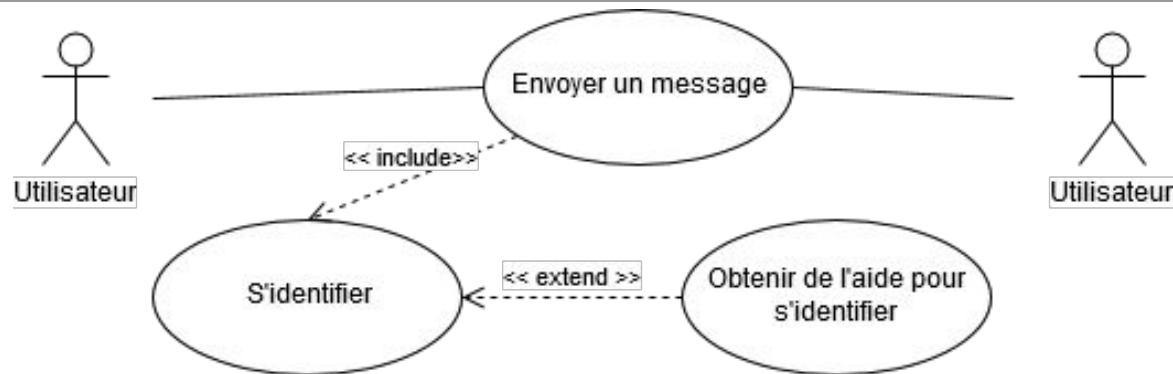 Envoyer un message
<< include>>
Utilisateur
Utilisateur
<< extend >>
S'identifier
Obtenir de l'aide pour
s'identifier